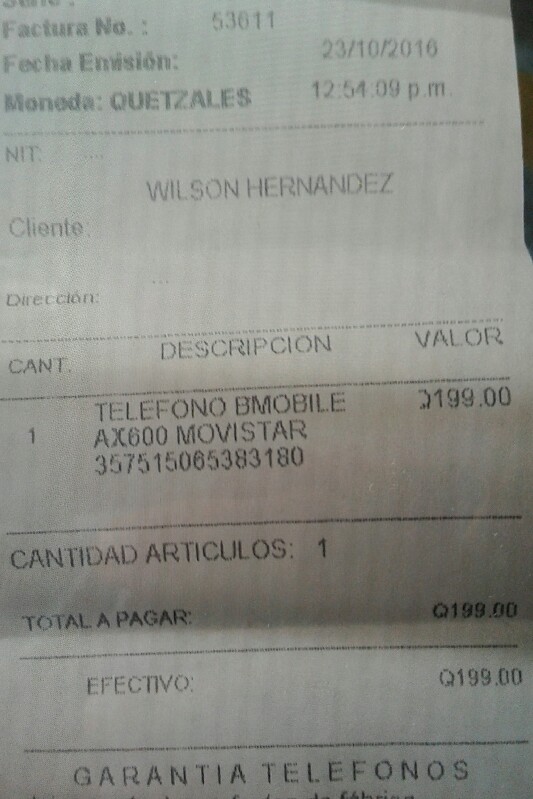 Factura No. : 53611
Fecha Emisión: 23/10/2016
Moneda: QUETZALES 12:54:09 p.m.
NIT: ....
WILSON HERNANDEZ
Cliente:
...
Dirección:
CANT. DESCRIPCION VALOR
TELEFONO BMOBILE Q199.00
1 AX600 MOVISTAR
357515065383180
CANTIDAD ARTICULOS: 1
TOTAL A PAGAR: Q199.00
EFECTIVO: Q199.00
GARANTIA TELEFONOS